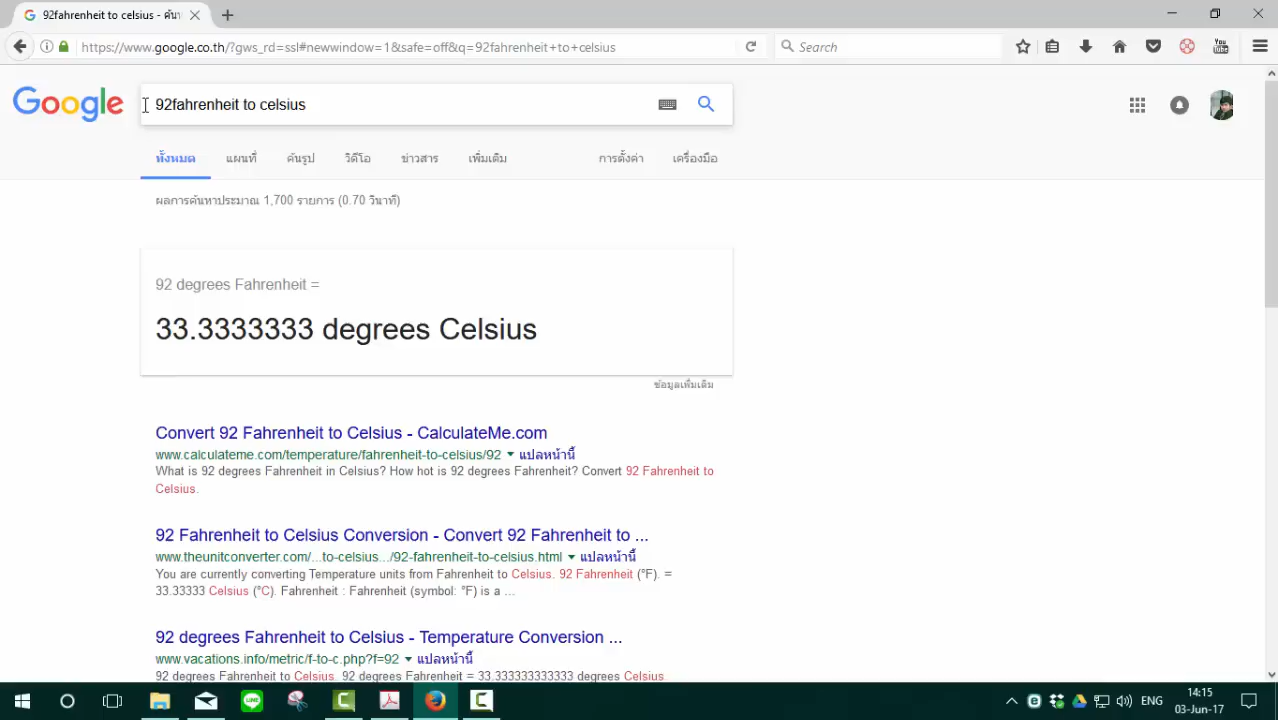 92fahrenheit to celsius - ค้นห
https://www.google.co.th/?gws_rd=ssl#newwindow=1&safe=off&q=92fahrenheit+to+celsius
Search
You Tube
Google
92fahrenheit to celsius
ทั้งหมด แผนที่ ค้นรูป วิดีโอ ข่าวสาร เพิ่มเติม การตั้งค่า เครื่องมือ
ผลการค้นหาประมาณ 1,700 รายการ (0.70 วินาที)
92 degrees Fahrenheit =
33.3333333 degrees Celsius
ข้อมูลเพิ่มเติม
Convert 92 Fahrenheit to Celsius - CalculateMe.com
www.calculateme.com/temperature/fahrenheit-to-celsius/92 แปลหน้านี้
What is 92 degrees Fahrenheit in Celsius? How hot is 92 degrees Fahrenheit? Convert 92 Fahrenheit to
Celsius.
92 Fahrenheit to Celsius Conversion - Convert 92 Fahrenheit to ...
www.theunitconverter.com/...to-celsius.../92-fahrenheit-to-celsius.html แปลหน้านี้
You are currently converting Temperature units from Fahrenheit to Celsius. 92 Fahrenheit (°F). =
33.33333 Celsius (°C). Fahrenheit : Fahrenheit (symbol: °F) is a ...
92 degrees Fahrenheit to Celsius - Temperature Conversion ...
www.vacations.info/metric/f-to-c.php?f=92 แปลหน้านี้
92 degrees Fahrenheit to Celsius. 92 degrees Fahrenheit = 33.333333333333 degrees Celsius
LINE
ENG
14:15
03-Jun-17